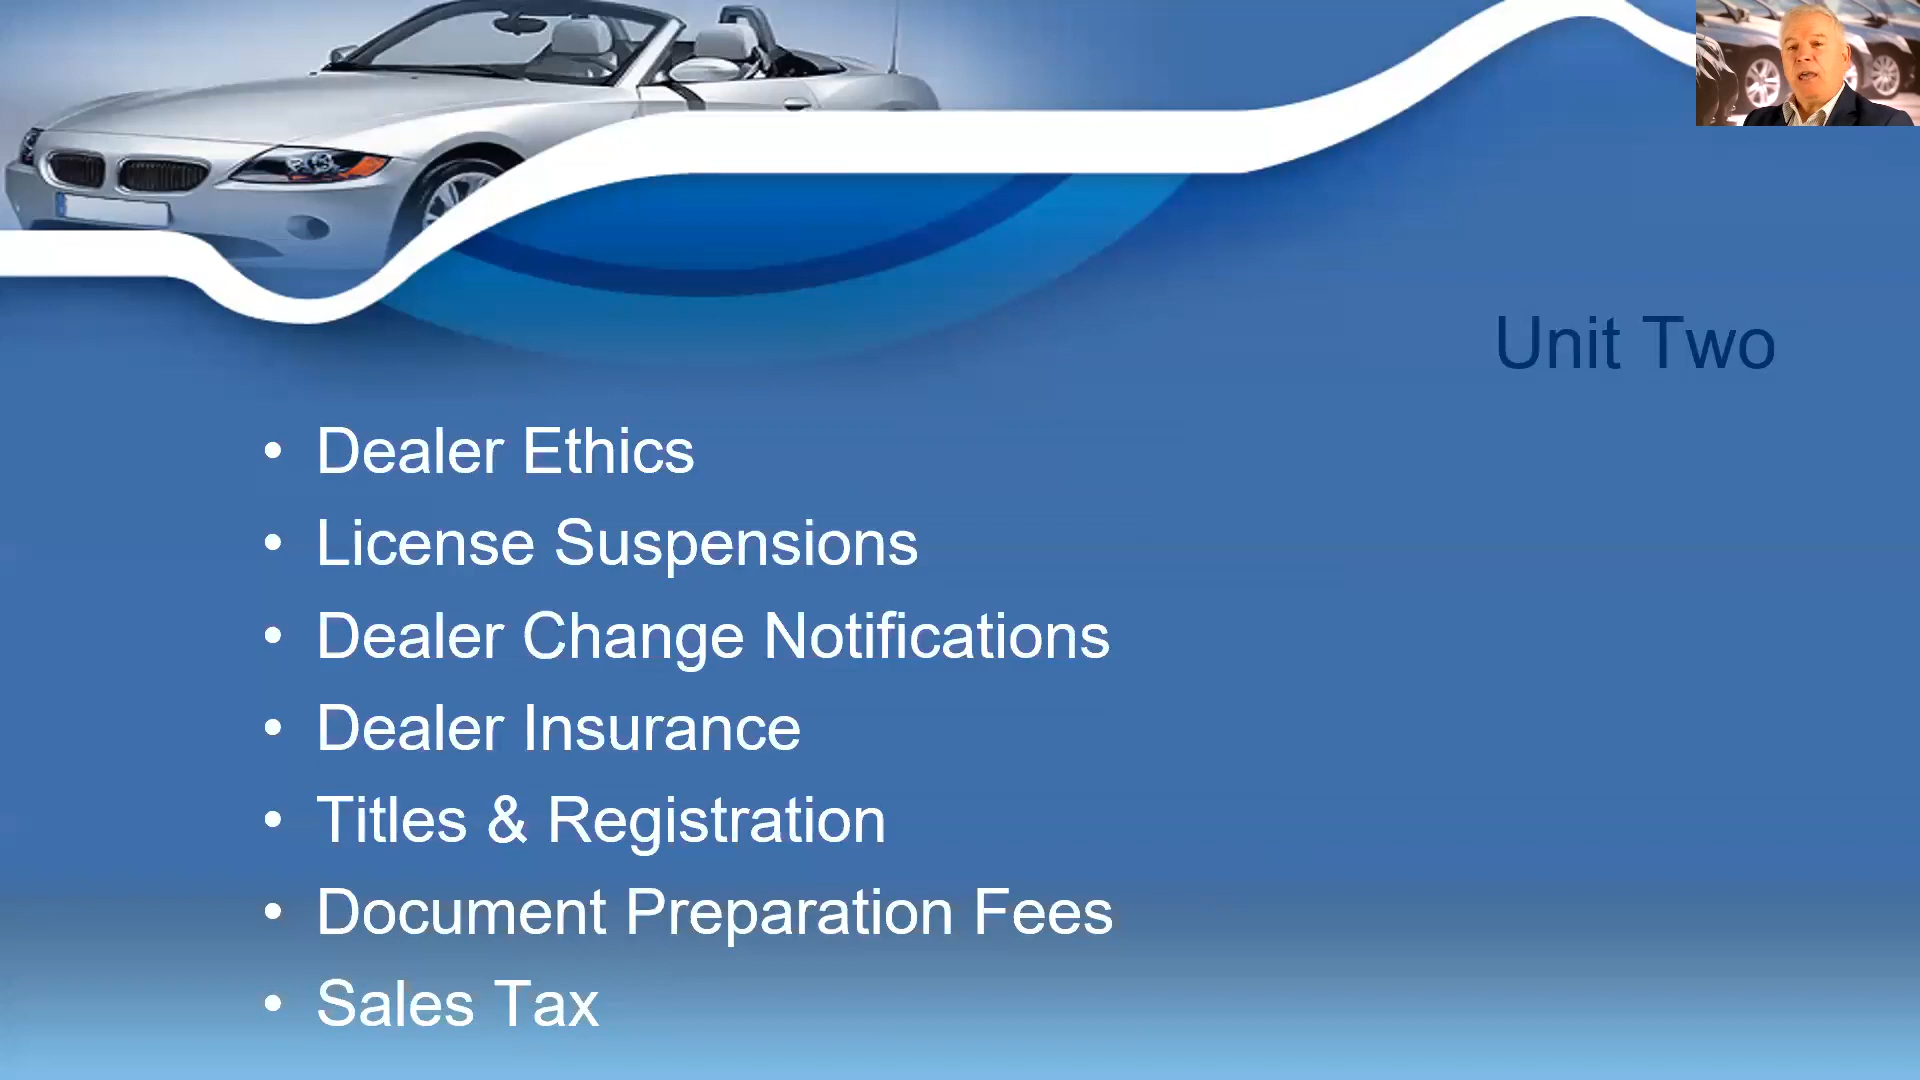 Unit Two
• Dealer Ethics
• License Suspensions
• Dealer Change Notifications
• Dealer Insurance
• Titles & Registration
• Document Preparation Fees
• Sales Tax